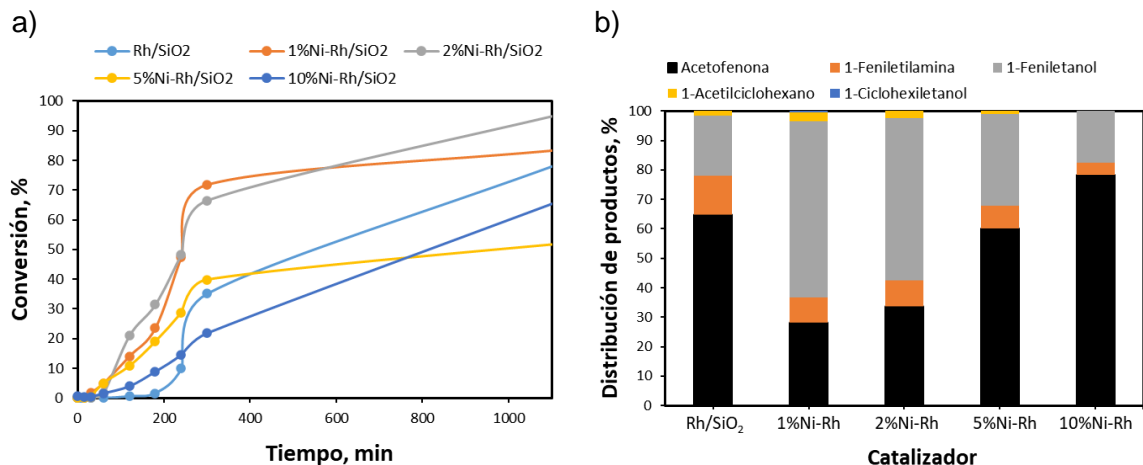 a)
Rh/SiO2 1%Ni-Rh/SiO2 2%Ni-Rh/SiO2
5%Ni-Rh/SiO2 10%Ni-Rh/SiO2
Conversión, %
100
90
80
70
60
50
40
30
20
10
0
0 200 400 600 800 1000
Tiempo, min
b)
Acetofenona 1-Feniletilamina 1-Feniletanol
1-Acetilciclohexano 1-Ciclohexiletanol
Distribución de productos, %
100
90
80
70
60
50
40
30
20
10
0
Rh/SiO₂ 1%Ni-Rh 2%Ni-Rh 5%Ni-Rh 10%Ni-Rh
Catalizador